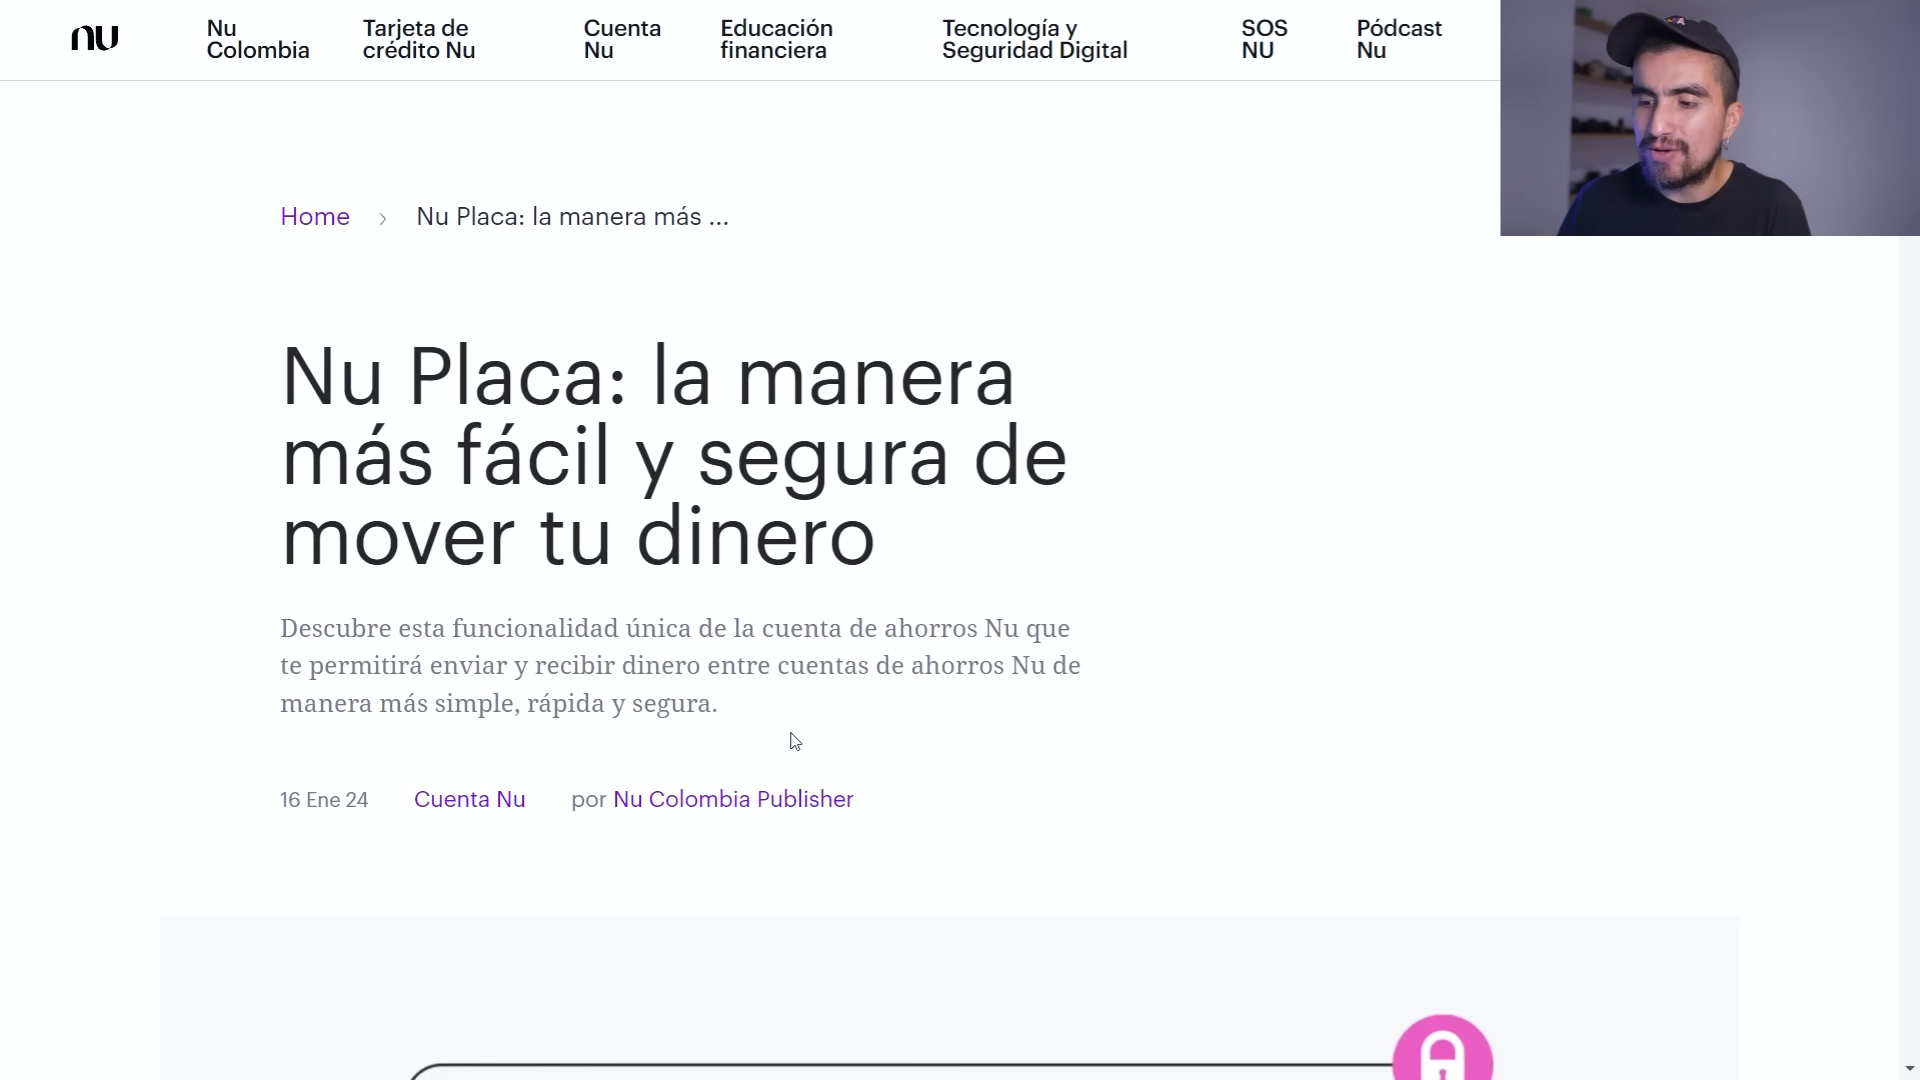 nu
Nu
Colombia
Tarjeta de
crédito Nu
Cuenta
Nu
Educación
financiera
Tecnología y
Seguridad Digital
SOS
NU
Pódcast
Nu
Home > Nu Placa: la manera más ...
Nu Placa: la manera
más fácil y segura de
mover tu dinero
Descubre esta funcionalidad única de la cuenta de ahorros Nu que
te permitirá enviar y recibir dinero entre cuentas de ahorros Nu de
manera más simple, rápida y segura.
16 Ene 24 Cuenta Nu por Nu Colombia Publisher